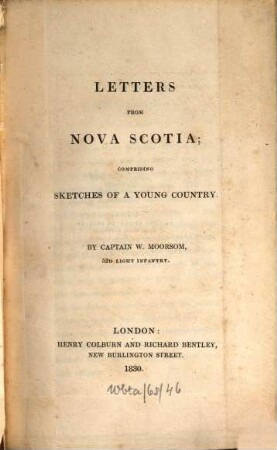 LETTERS
FROM
NOVA SCOTIA;
COMPRISING
SKETCHES OF A YOUNG COUNTRY.
BY CAPTAIN W. MOORSOM,
52D LIGHT INFANTRY.
LONDON:
HENRY COLBURN AND RICHARD BENTLEY,
NEW BURLINGTON STREET.
1830.